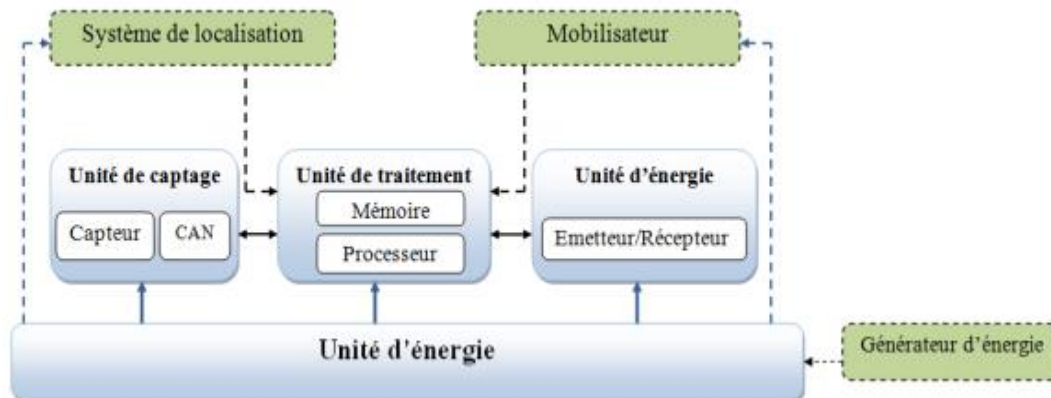 Système de localisation
Mobilisateur
Unité de captage
Unité de traitement
Unité d’énergie
Capteur
CAN
Mémoire
Processeur
Emetteur/Récepteur
Unité d’énergie
Générateur d’énergie